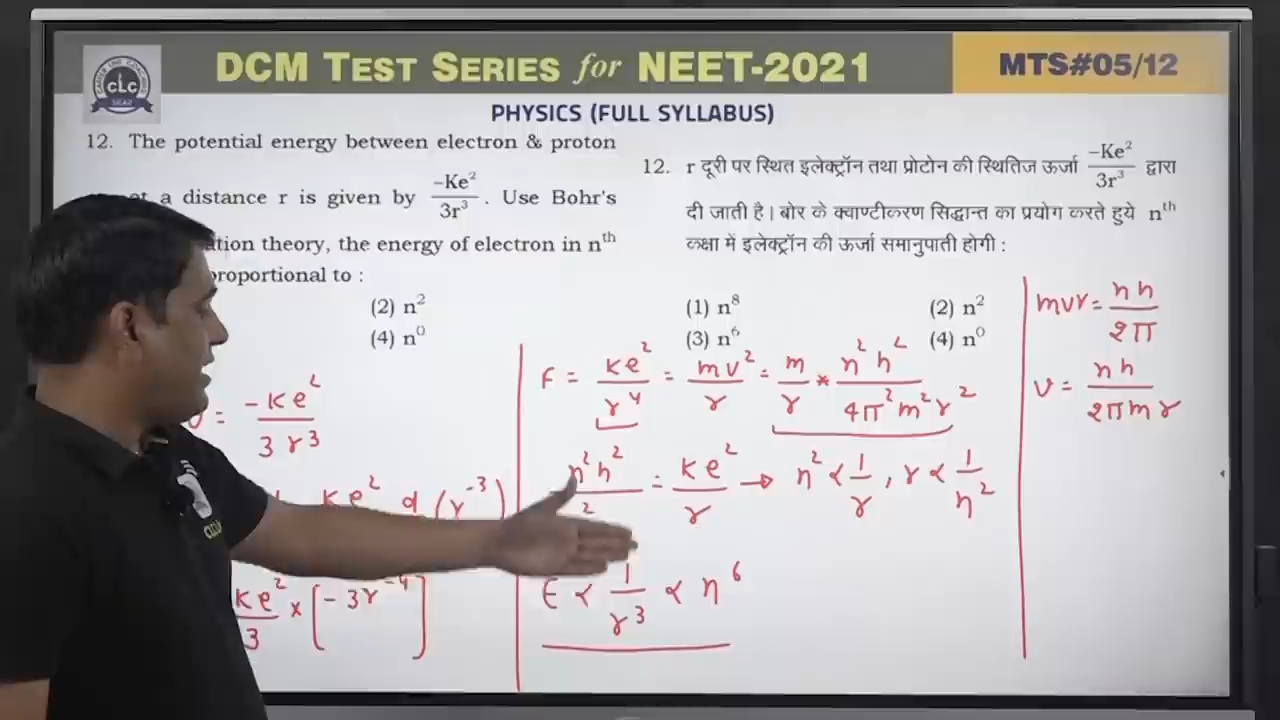 DCM TEST SERIES for NEET-2021
MTS#05/12
CLC
PHYSICS (FULL SYLLABUS)
12. The potential energy between electron & proton
at a distance r is given by -Ke²/3r³. Use Bohr's
theory, the energy of electron in nᵗʰ
proportional to :
(2) n²
(4) n⁰
12. r दूरी पर स्थित इलेक्ट्रॉन तथा प्रोटोन की स्थितिज ऊर्जा -Ke²/3r³ द्वारा
दी जाती है। बोर के क्वाण्टीकरण सिद्धान्त का प्रयोग करते हुये nᵗʰ
कक्षा में इलेक्ट्रॉन की ऊर्जा समानुपाती होगी :
(1) n⁸ (2) n²
(3) n⁶ (4) n⁰
= -Ke²/3r³
Ke² d (r⁻³)
Ke²/3 × [-3r⁻⁴]
F = Ke²/r⁴ = mv²/r = m/r * n²h²/4π²m²r²
n²h² = Ke²/r → n² ∝ 1/r, r ∝ 1/n²
E ∝ 1/r³ ∝ n⁶
mvr = nh/2π
v = nh/2πmr